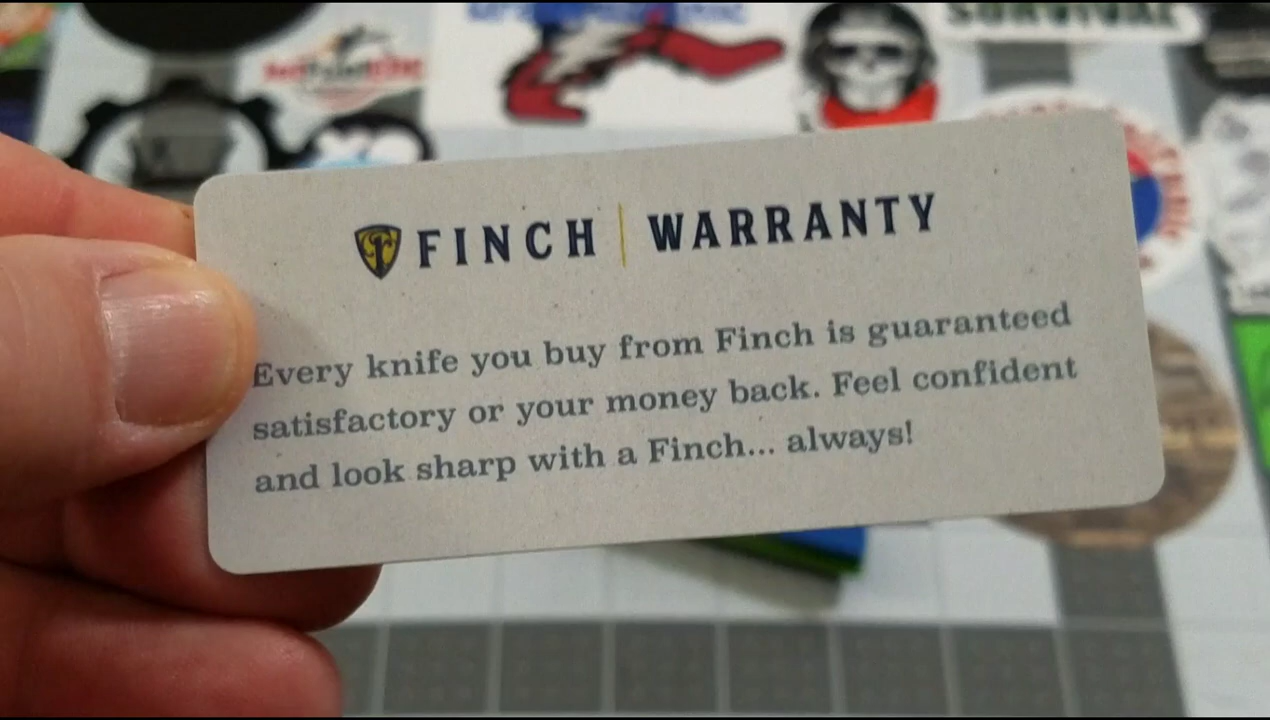 SURVIVAL
FINCH | WARRANTY
Every knife you buy from Finch is guaranteed
satisfactory or your money back. Feel confident
and look sharp with a Finch... always!